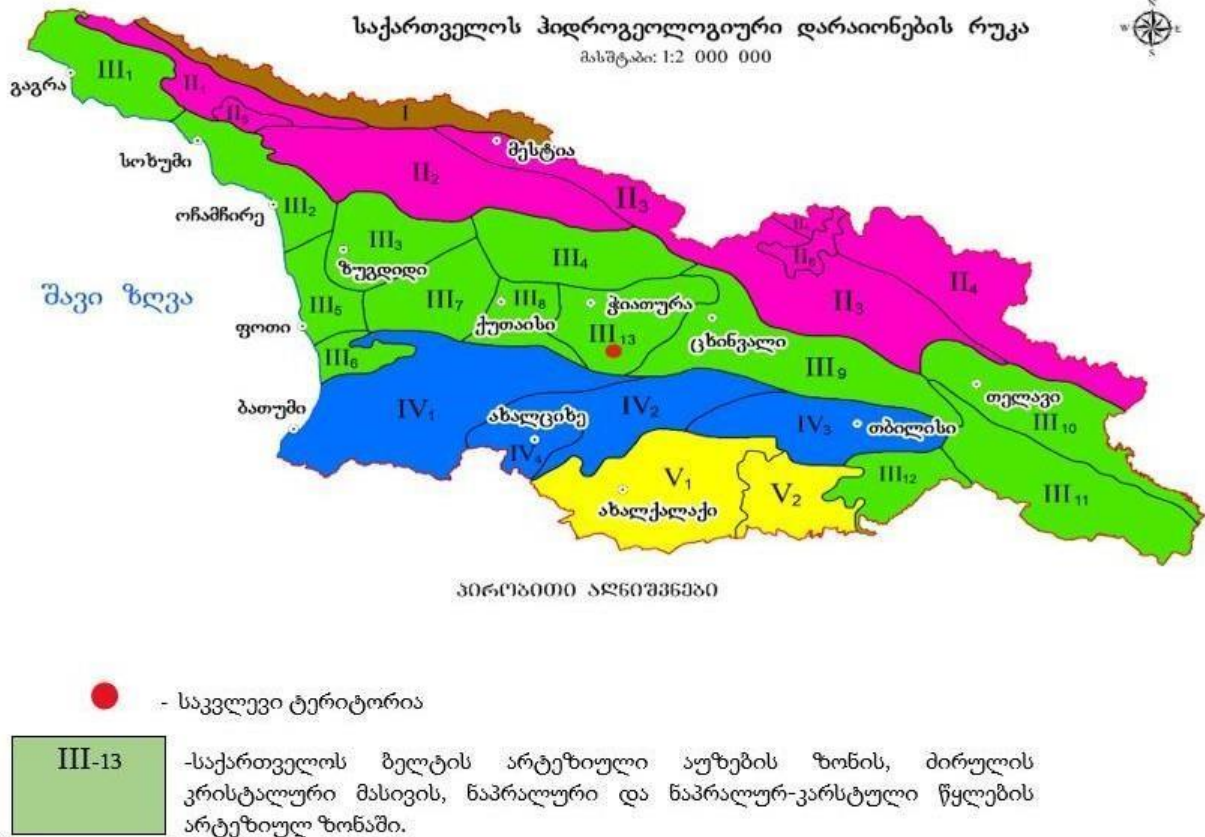 საქართველოს ჰიდროგეოლოგიური დარაიონების რუკა
მასშტაბი: 1:2 000 000
N
W E
S
III₁
გაგრა
II₁
I
II₅
სოხუმი
მესტია
II₂
ოჩამჩირე
III₂
II₃
III₃
ზუგდიდი
III₄
II₆
II₄
შავი ზღვა
III₅
III₇
III₈
ჭიათურა
II₃
ფოთი
ქუთაისი
ცხინვალი
III₁₃
III₆
III₉
თელავი
ბათუმი
IV₁
ახალციხე
IV₂
IV₃
თბილისი
III₁₀
IV₄
V₁
V₂
III₁₂
III₁₁
ახალქალაქი
პირობითი აღნიშვნები
- საკვლევი ტერიტორია
III-13
-საქართველოს ბელტის არტეზიული აუზების ზონის, ძირულის
კრისტალური მასივის, ნაპრალური და ნაპრალურ-კარსტული წყლების
არტეზიულ ზონაში.